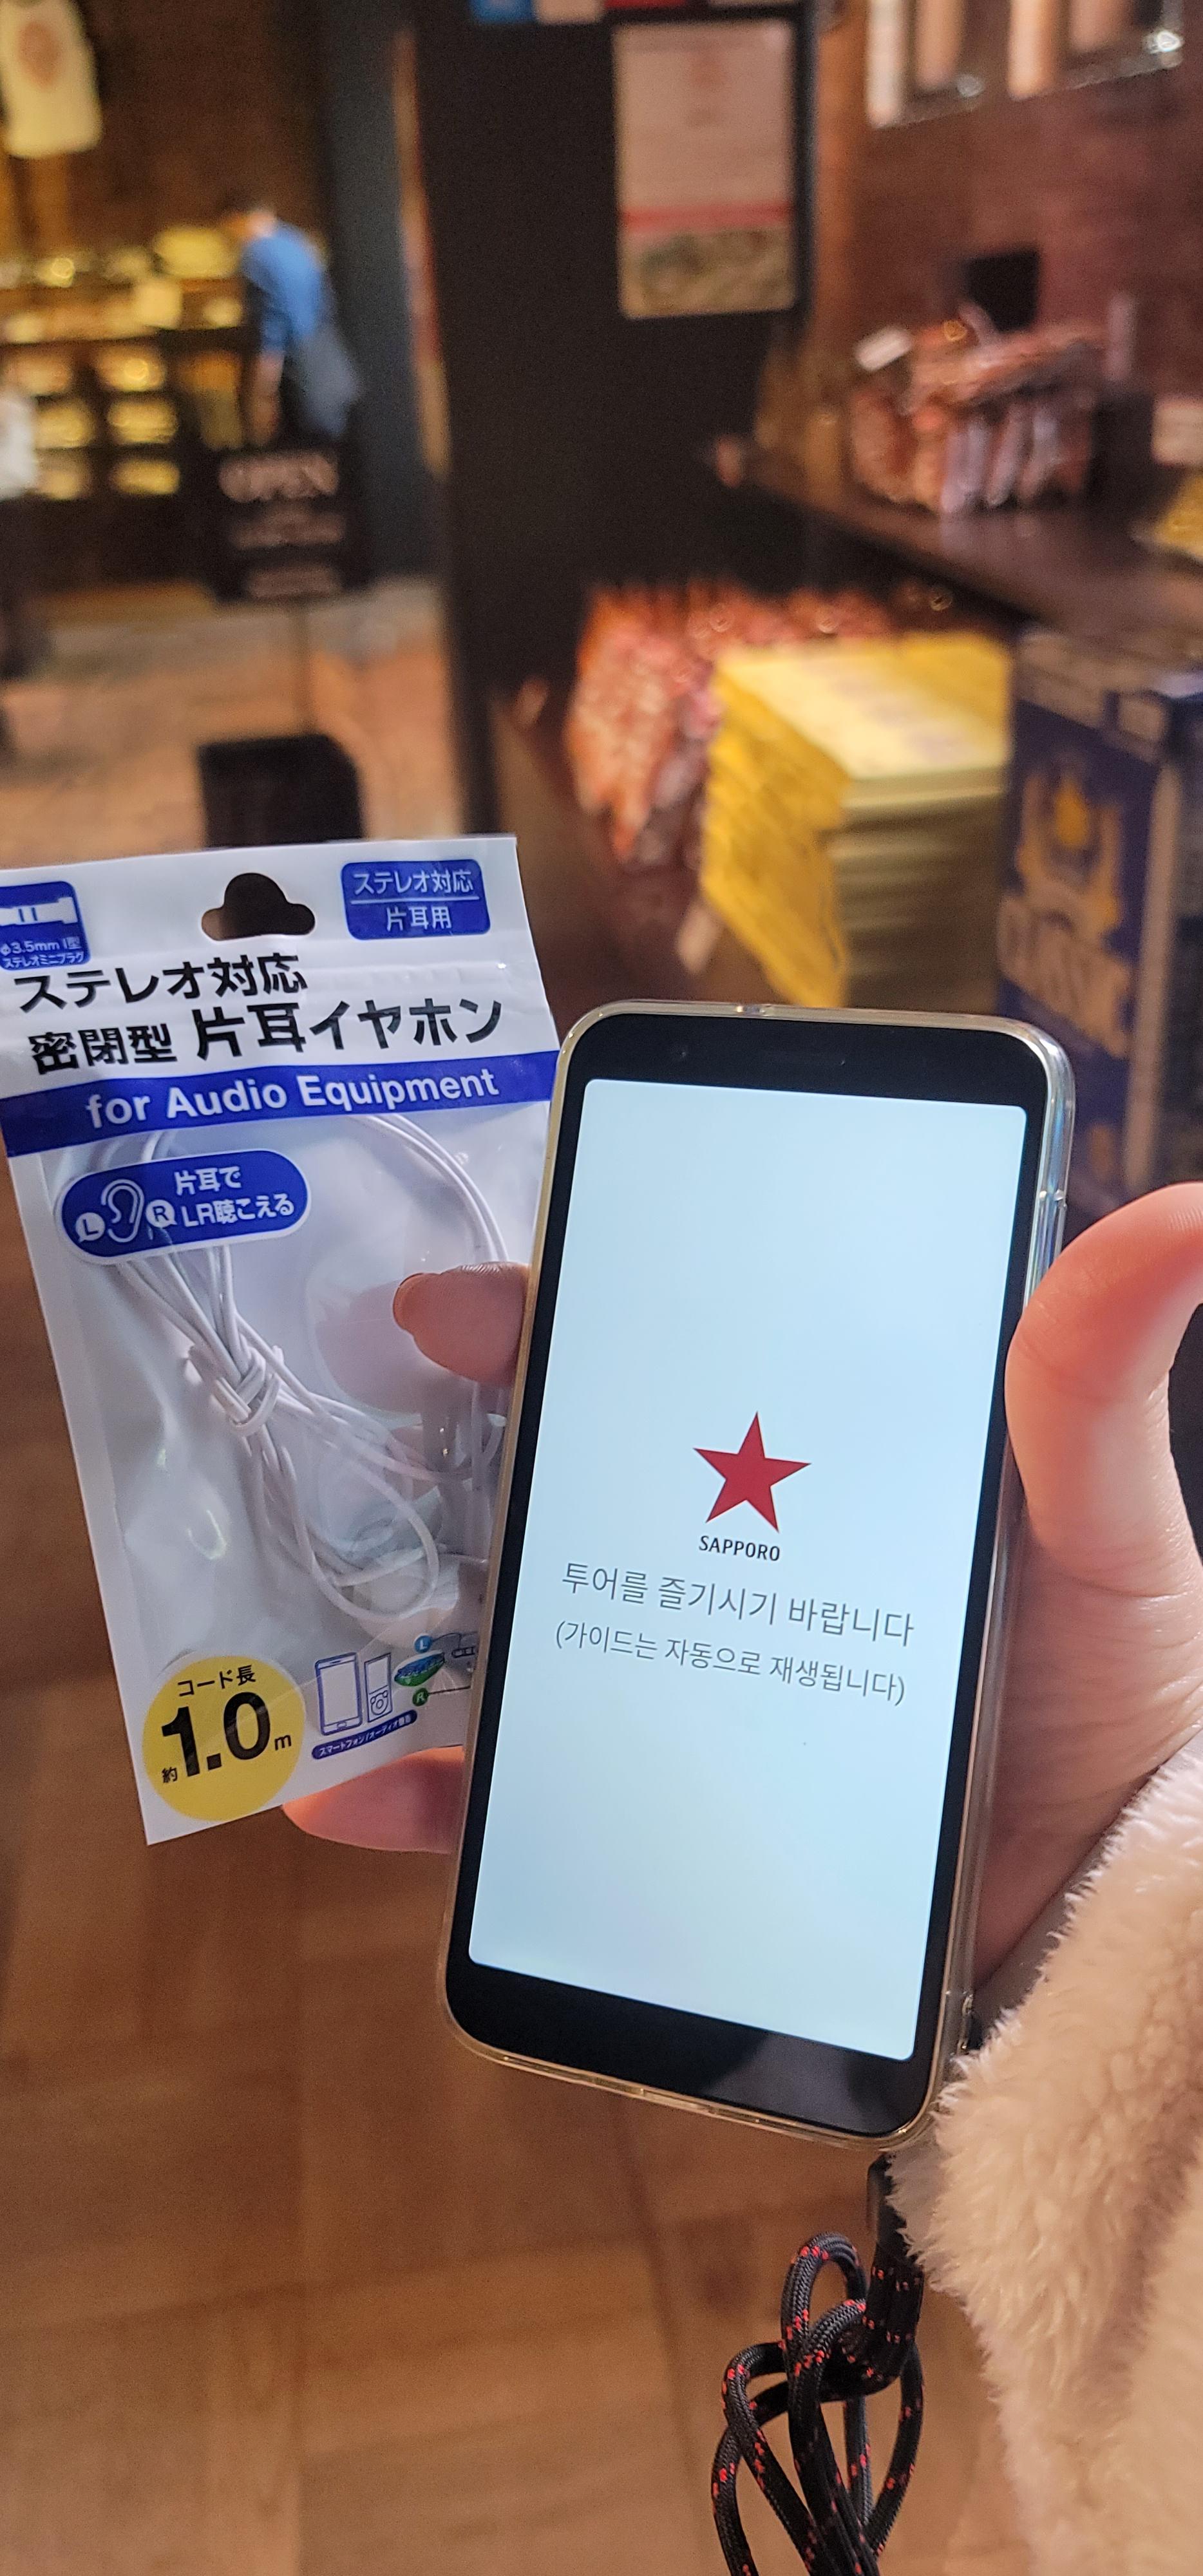 OPEN
φ3.5mm I型
ステレオミニプラグ
ステレオ対応
片耳用
ステレオ対応
密閉型 片耳イヤホン
for Audio Equipment
L R
片耳で
LR聴こえる
コード長
約1.0m
L
R
スマートフォン/オーディオ機器
SAPPORO
투어를 즐기시기 바랍니다
(가이드는 자동으로 재생됩니다)